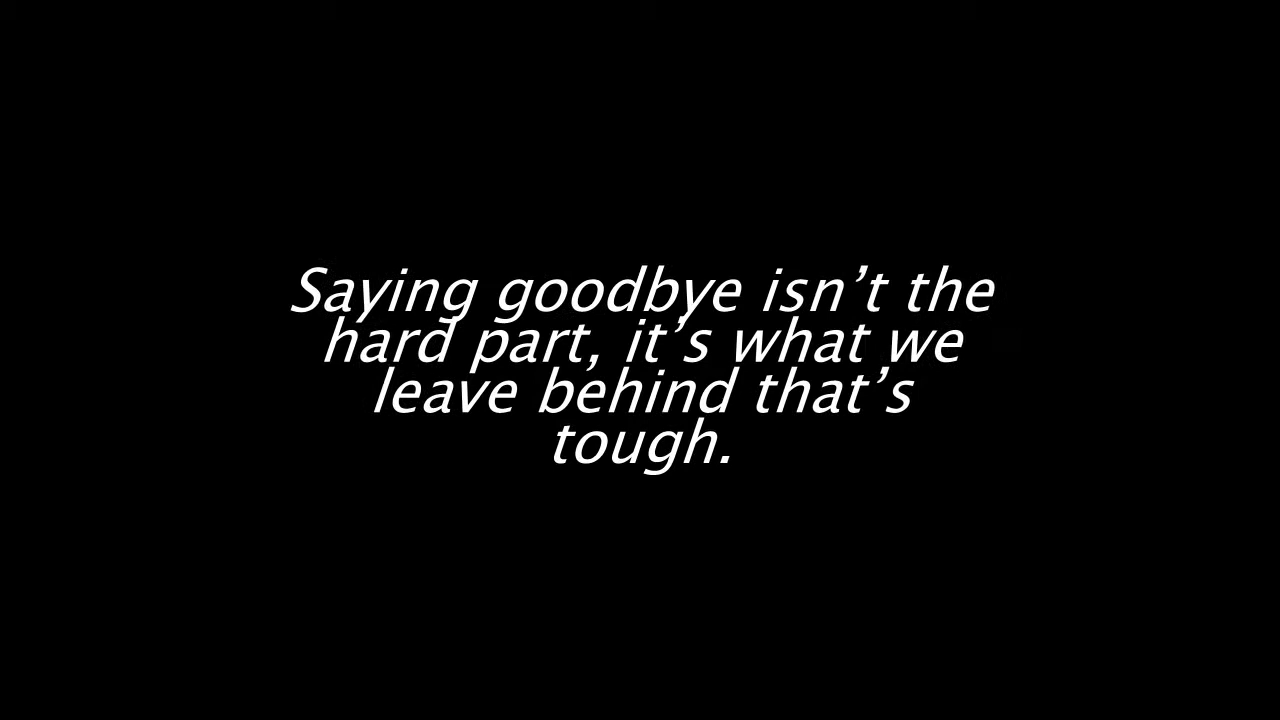 Saying goodbye isn’t the
hard part, it’s what we
leave behind that’s
tough.